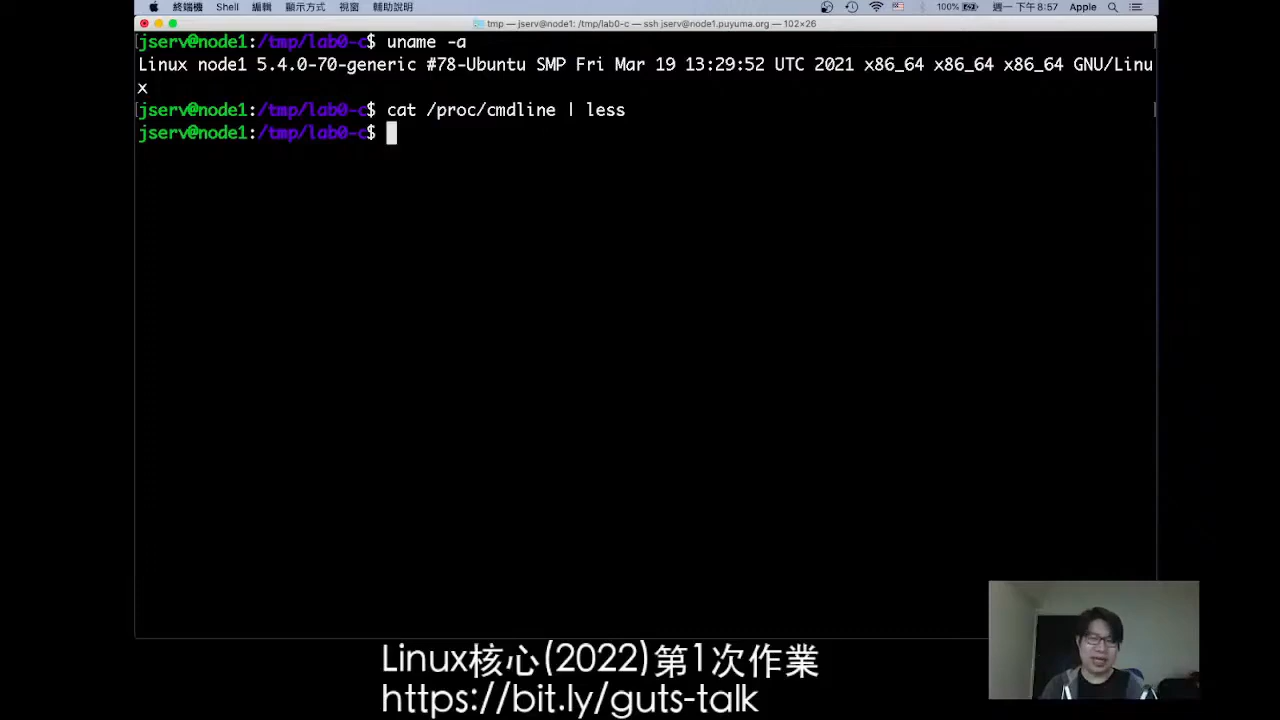 終端機 Shell 編輯 顯示方式 視窗 輔助說明 100% 週一 下午8:57 Apple
tmp — jserv@node1: /tmp/lab0-c — ssh jserv@node1.puyuma.org — 102×26
jserv@node1:/tmp/lab0-c$ uname -a
Linux node1 5.4.0-70-generic #78-Ubuntu SMP Fri Mar 19 13:29:52 UTC 2021 x86_64 x86_64 x86_64 GNU/Linu
x
jserv@node1:/tmp/lab0-c$ cat /proc/cmdline | less
jserv@node1:/tmp/lab0-c$
Linux核心(2022)第1次作業
https://bit.ly/guts-talk